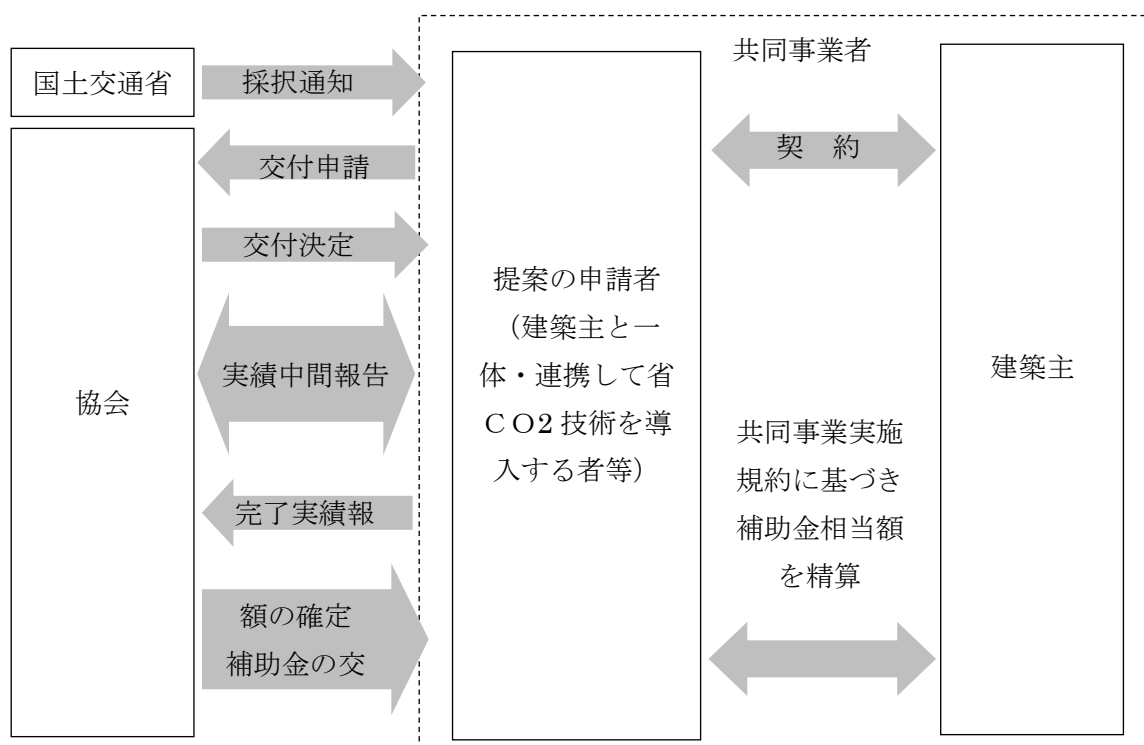 共同事業者
国土交通省
採択通知
契　約
交付申請
交付決定
提案の申請者
（建築主と一
体・連携して省
ＣＯ2 技術を導
入する者等）
建築主
実績中間報告
協会
共同事業実施
規約に基づき
補助金相当額
を精算
完了実績報
額の確定
補助金の交